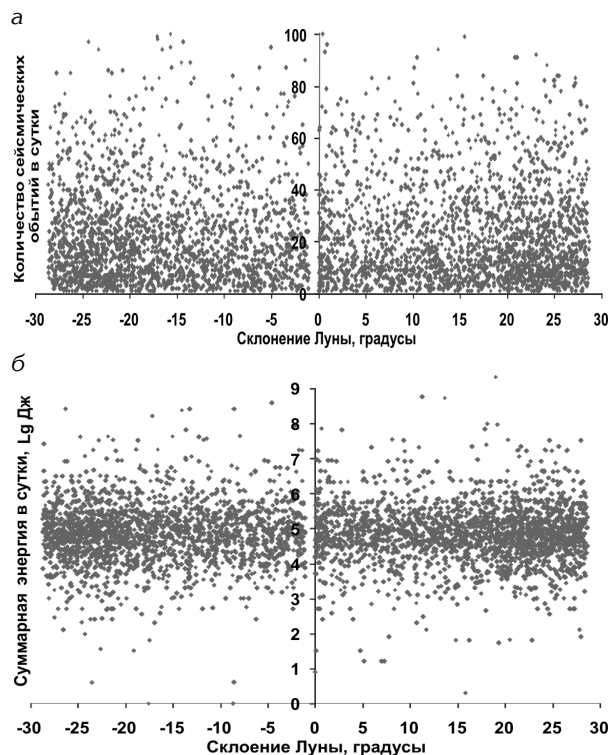 а
Количество сейсмических
обытий в сутки
100
80
60
40
20
0
-30 -25 -20 -15 -10 -5 0 5 10 15 20 25 30
Склонение Луны, градусы
б
Суммарная энергия в сутки, Lg Дж
9
8
7
6
5
4
3
2
1
0
-30 -25 -20 -15 -10 -5 0 5 10 15 20 25 30
Склоение Луны, градусы